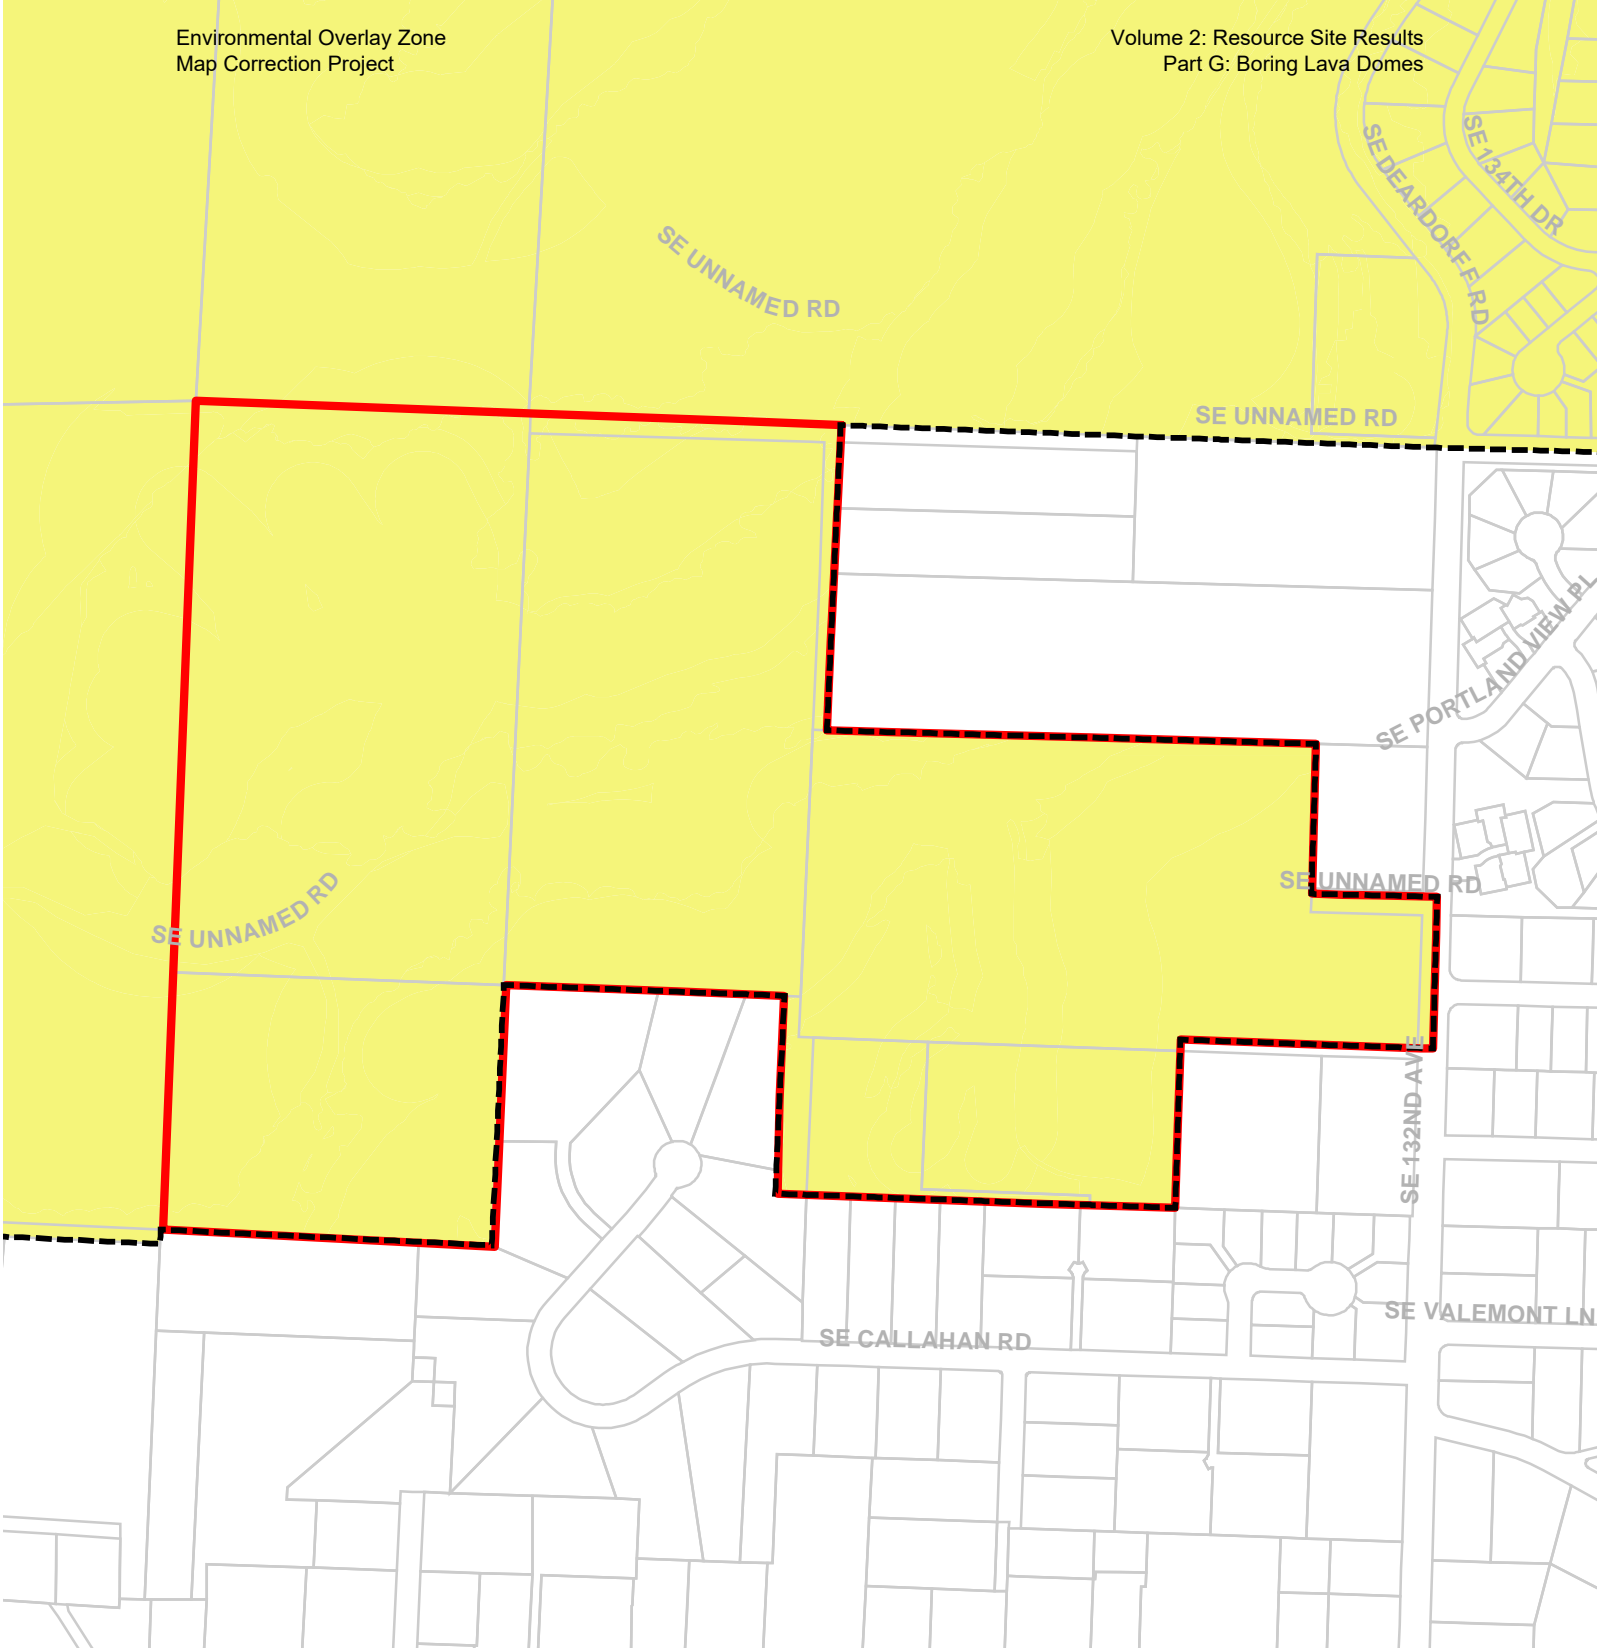 Environmental Overlay Zone
Map Correction Project
Volume 2: Resource Site Results
Part G: Boring Lava Domes
SE 134TH DR
SE DEARDORFF RD
SE UNNAMED RD
SE UNNAMED RD
SE PORTLAND VIEW PL
SE UNNAMED RD
SE UNNAMED RD
SE 132ND AVE
SE VALEMONT LN
SE CALLAHAN RD